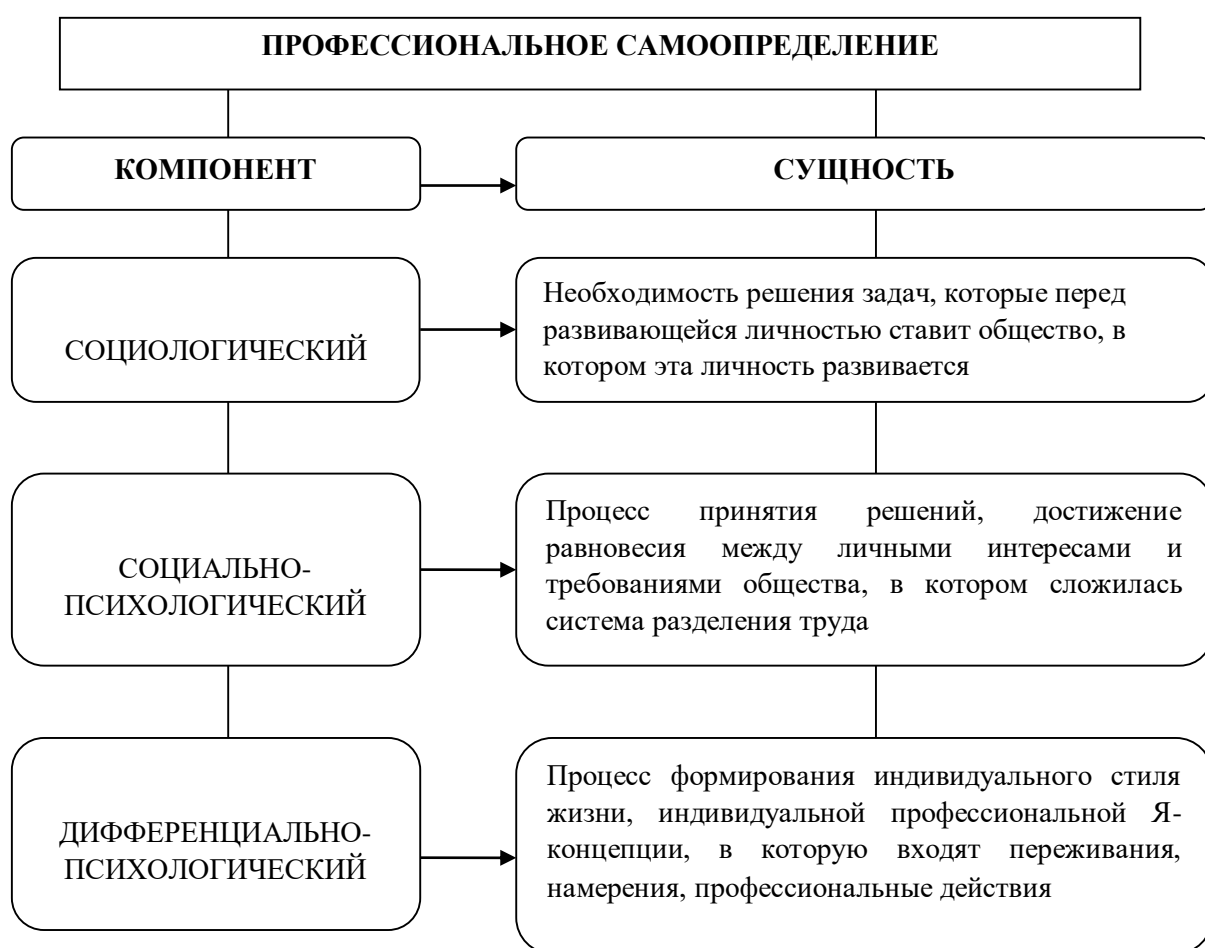 ПРОФЕССИОНАЛЬНОЕ САМООПРЕДЕЛЕНИЕ
КОМПОНЕНТ
СУЩНОСТЬ
СОЦИОЛОГИЧЕСКИЙ
Необходимость решения задач, которые перед
развивающейся личностью ставит общество, в
котором эта личность развивается
СОЦИАЛЬНО-
ПСИХОЛОГИЧЕСКИЙ
Процесс принятия решений, достижение
равновесия между личными интересами и
требованиями общества, в котором сложилась
система разделения труда
ДИФФЕРЕНЦИАЛЬНО-
ПСИХОЛОГИЧЕСКИЙ
Процесс формирования индивидуального стиля
жизни, индивидуальной профессиональной Я-
концепции, в которую входят переживания,
намерения, профессиональные действия